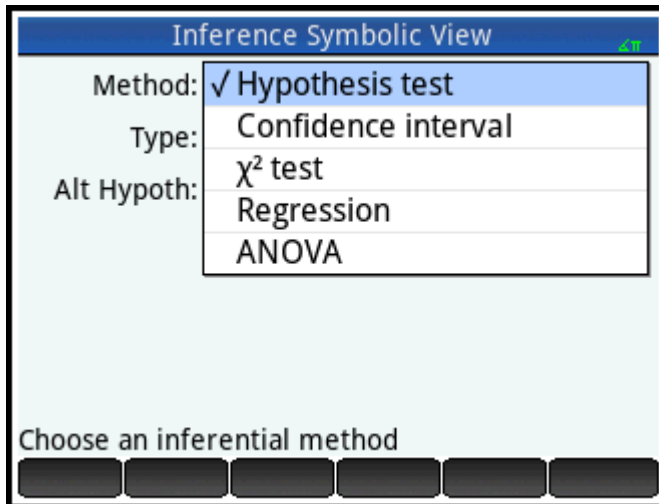 Inference Symbolic View
∠π
Method: √ Hypothesis test
Confidence interval
Type:
χ² test
Alt Hypoth:
Regression
ANOVA
Choose an inferential method